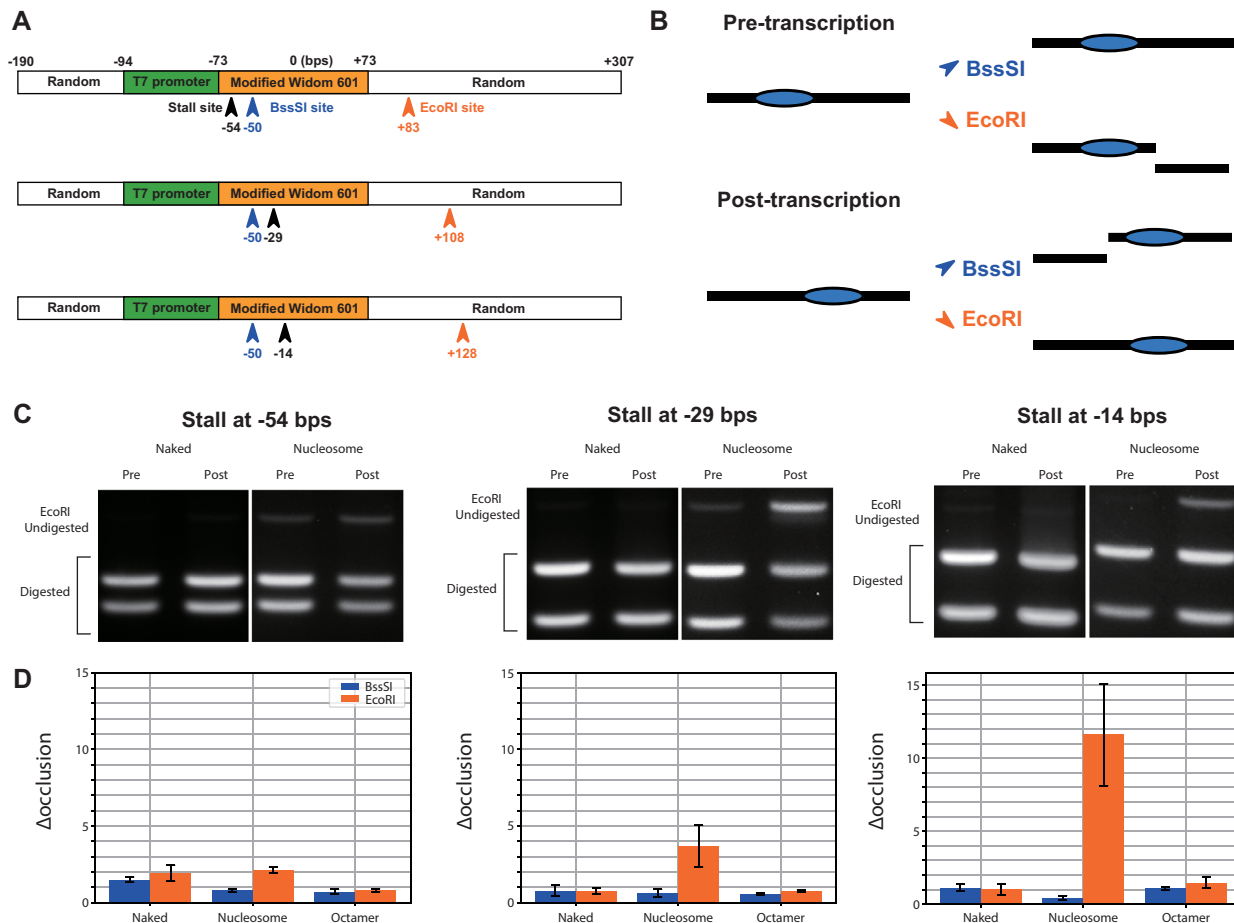 A
-190 -94 -73 0 (bps) +73 +307
Random T7 promoter Modified Widom 601 Random
Stall site BssSI site EcoRI site
-54 -50 +83
Random T7 promoter Modified Widom 601 Random
-50 -29 +108
Random T7 promoter Modified Widom 601 Random
-50 -14 +128
B
Pre-transcription
BssSI
EcoRI
Post-transcription
BssSI
EcoRI
C
Stall at -54 bps
Naked Nucleosome
Pre Post Pre Post
EcoRI
Undigested
Digested
Stall at -29 bps
Naked Nucleosome
Pre Post Pre Post
EcoRI
Undigested
Digested
Stall at -14 bps
Naked Nucleosome
Pre Post Pre Post
EcoRI
Undigested
Digested
D
Δocclusion
15
10
5
0
BssSI
EcoRI
Naked Nucleosome Octamer
Δocclusion
15
10
5
0
Naked Nucleosome Octamer
Δocclusion
15
10
5
0
Naked Nucleosome Octamer